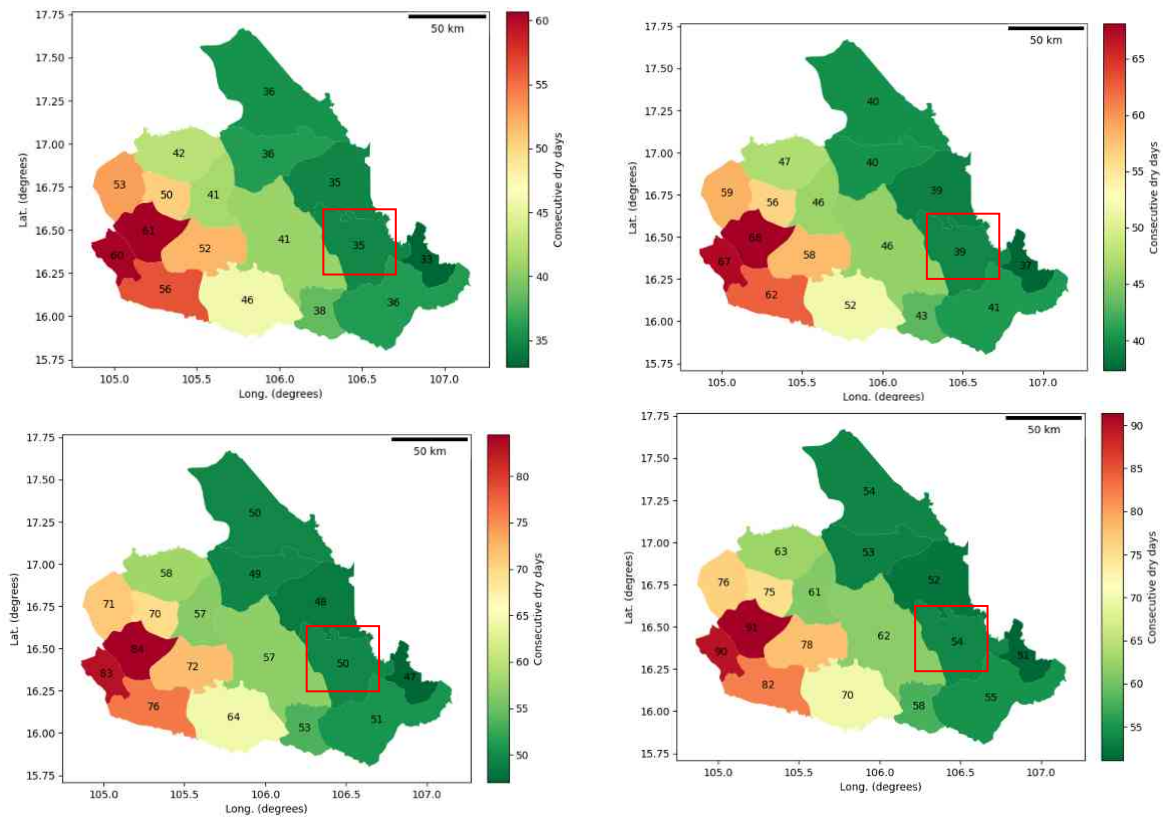 17.75
17.50
17.25
17.00
16.75
16.50
16.25
16.00
15.75
Lat. (degrees)
105.0 105.5 106.0 106.5 107.0
Long. (degrees)
50 km
36
42 36
53 50 41 35
61
60 52 41 35 33
56 46 38 36
60
55
50
45
40
35
Consecutive dry days
17.75
17.50
17.25
17.00
16.75
16.50
16.25
16.00
15.75
Lat. (degrees)
105.0 105.5 106.0 106.5 107.0
Long. (degrees)
50 km
40
47 40
59 56 46 39
68
67 58 46 39 37
62 52 43 41
65
60
55
50
45
40
Consecutive dry days
17.75
17.50
17.25
17.00
16.75
16.50
16.25
16.00
15.75
Lat. (degrees)
105.0 105.5 106.0 106.5 107.0
Long. (degrees)
50 km
50
58 49
71 70 57 48
84
83 72 57 50 47
76 64 53 51
80
75
70
65
60
55
50
Consecutive dry days
17.75
17.50
17.25
17.00
16.75
16.50
16.25
16.00
15.75
Lat. (degrees)
105.0 105.5 106.0 106.5 107.0
Long. (degrees)
50 km
54
63 53
76 75 61 52
91
90 78 62 54 51
82 70 58 55
90
85
80
75
70
65
60
55
Consecutive dry days